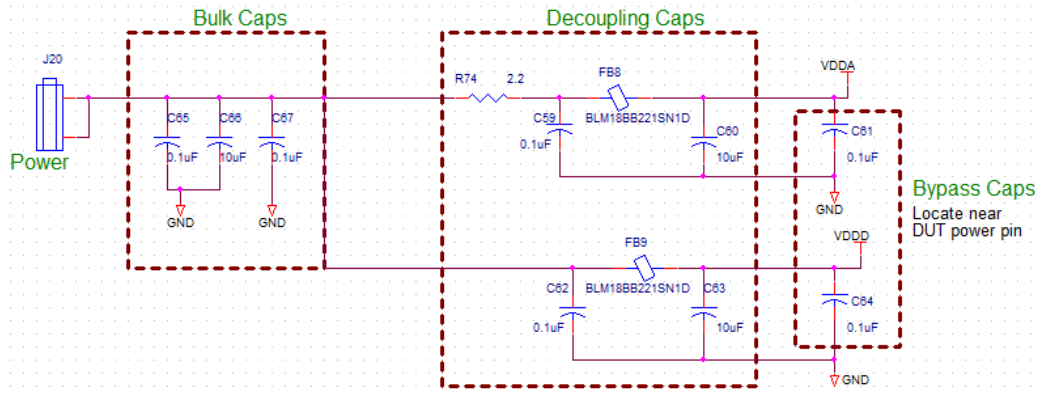 Bulk Caps
Decoupling Caps
J20
Power
C65
0.1uF
C66
10uF
C67
0.1uF
GND
GND
R74
2.2
FB8
BLM18BB221SN1D
C59
0.1uF
C60
10uF
VDDA
C61
0.1uF
GND
Bypass Caps
Locate near
DUT power pin
VDDD
FB9
BLM18BB221SN1D
C62
0.1uF
C63
10uF
C64
0.1uF
GND